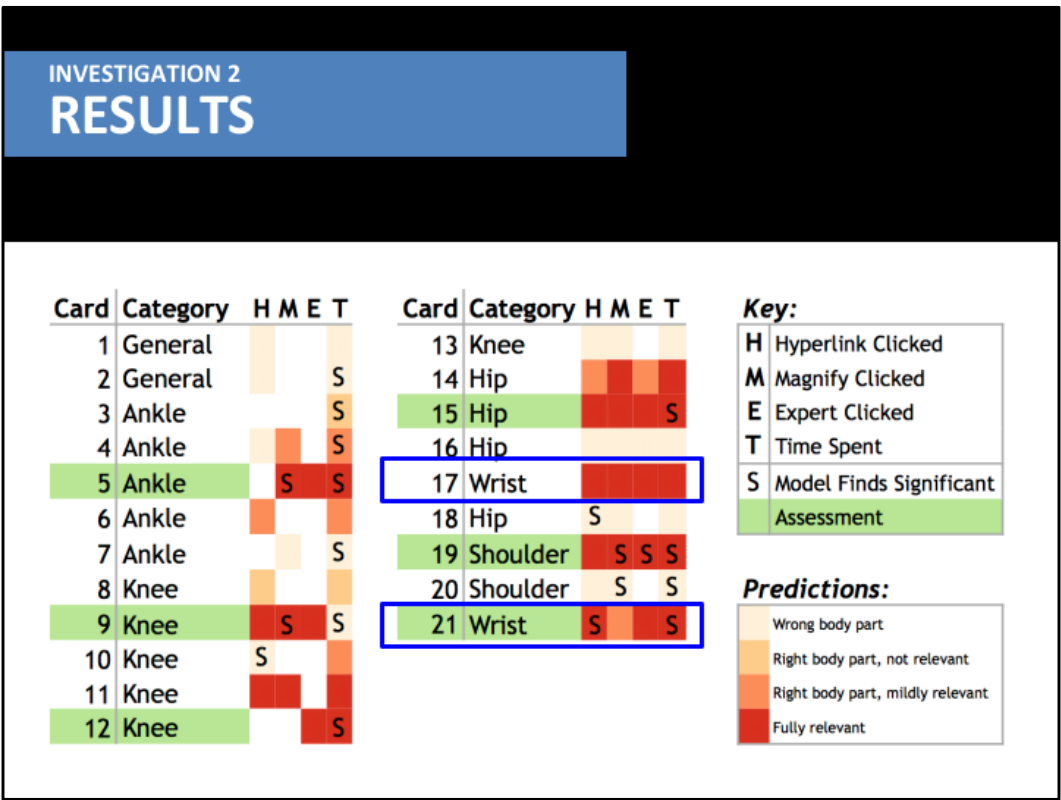 INVESTIGATION 2
RESULTS
Card Category H M E T
1 General
2 General S
3 Ankle S
4 Ankle S
5 Ankle S S
6 Ankle
7 Ankle S
8 Knee
9 Knee S S
10 Knee S
11 Knee
12 Knee S
Card Category H M E T
13 Knee
14 Hip
15 Hip S
16 Hip
17 Wrist
18 Hip S
19 Shoulder S S S
20 Shoulder S S
21 Wrist S S
Key:
H Hyperlink Clicked
M Magnify Clicked
E Expert Clicked
T Time Spent
S Model Finds Significant
Assessment
Predictions:
Wrong body part
Right body part, not relevant
Right body part, mildly relevant
Fully relevant